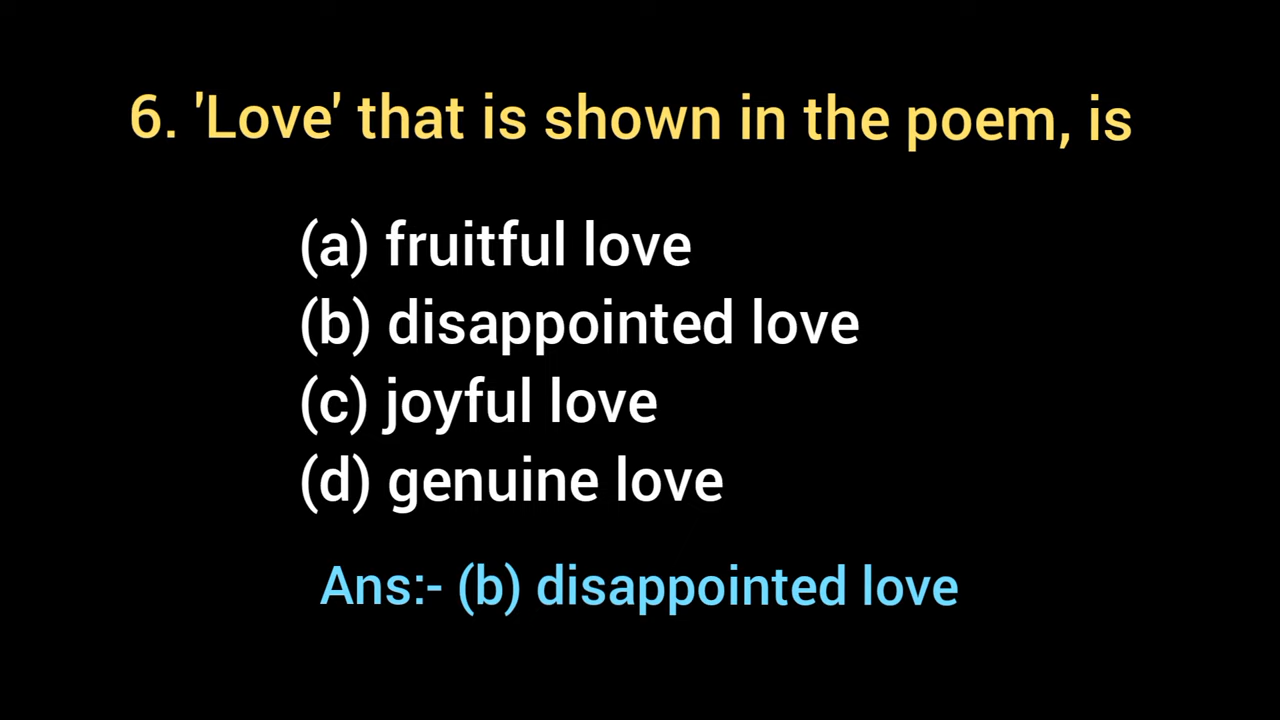 6. 'Love' that is shown in the poem, is
(a) fruitful love
(b) disappointed love
(c) joyful love
(d) genuine love
Ans:- (b) disappointed love